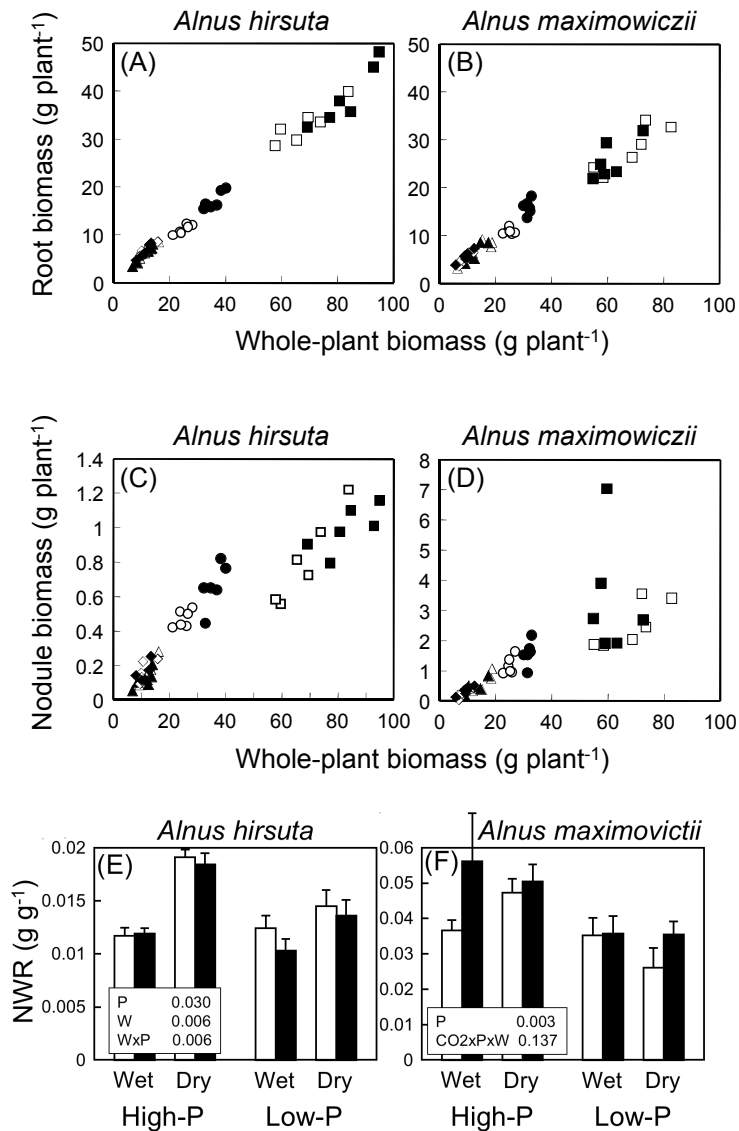 Alnus hirsuta Alnus maximowiczii
(A) (B)
50 50
40 40
30 30
20 20
10 10
0 0
0 20 40 60 80 100 0 20 40 60 80 100
Root biomass (g plant-1)
Whole-plant biomass (g plant-1)
Alnus hirsuta Alnus maximowiczii
(C) (D)
1.4 8
1.2 7
1 6
0.8 5
0.6 4
0.4 3
0.2 2
0 1
0
0 20 40 60 80 100 0 20 40 60 80 100
Nodule biomass (g plant-1)
Whole-plant biomass (g plant-1)
Alnus hirsuta Alnus maximovictii
(E) (F)
0.02 0.06
0.015 0.05
0.01 0.04
0.005 0.03
0 0.02
0.01
0
NWR (g g-1)
P 0.030
W 0.006
WxP 0.006
P 0.003
CO2xPxW 0.137
Wet Dry Wet Dry Wet Dry Wet Dry
High-P Low-P High-P Low-P